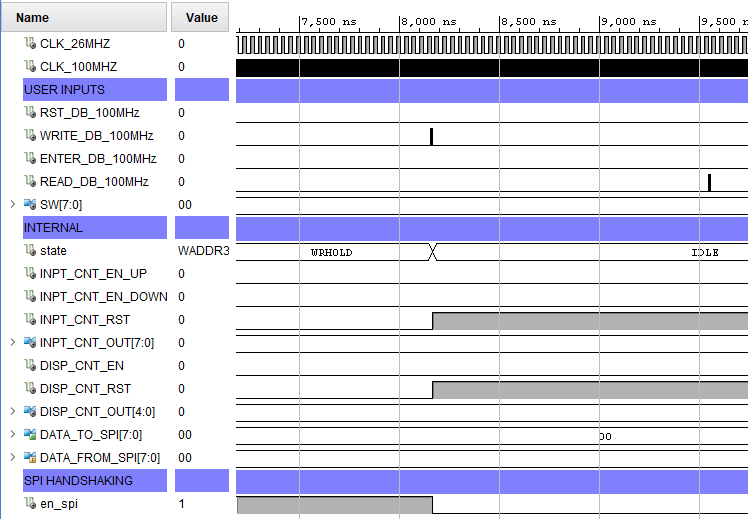 Name Value 7,500 ns 8,000 ns 8,500 ns 9,000 ns 9,500 ns
CLK_26MHZ 0
CLK_100MHZ 0
USER INPUTS
RST_DB_100MHz 0
WRITE_DB_100MHz 0
ENTER_DB_100MHz 0
READ_DB_100MHz 0
SW[7:0] 00
INTERNAL
state WADDR3 WRHOLD IDLE
INPT_CNT_EN_UP 0
INPT_CNT_EN_DOWN 0
INPT_CNT_RST 0
INPT_CNT_OUT[7:0] 0
DISP_CNT_EN 0
DISP_CNT_RST 0
DISP_CNT_OUT[4:0] 0
DATA_TO_SPI[7:0] 00 00
DATA_FROM_SPI[7:0] 00
SPI HANDSHAKING
en_spi 1